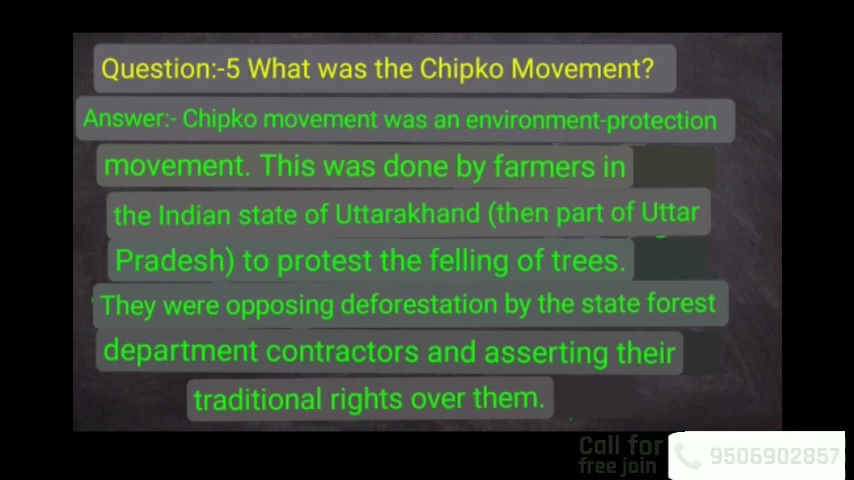 Question:-5 What was the Chipko Movement?
Answer:- Chipko movement was an environment-protection
movement. This was done by farmers in
the Indian state of Uttarakhand (then part of Uttar
Pradesh) to protest the felling of trees.
They were opposing deforestation by the state forest
department contractors and asserting their
traditional rights over them.
Call for
free join
9506902857